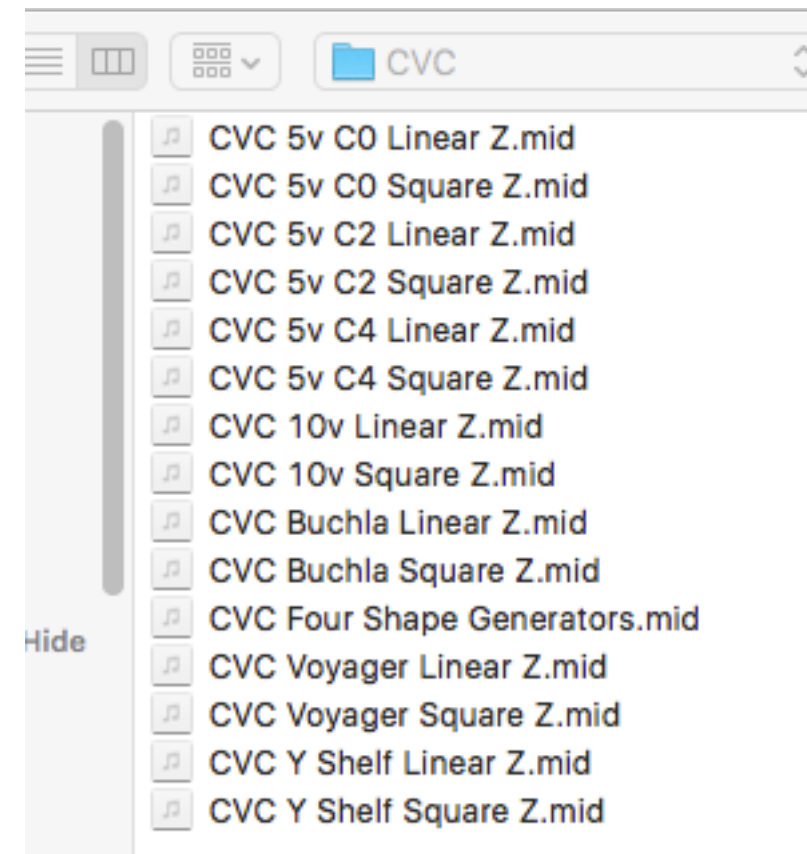 CVC
CVC 5v C0 Linear Z.mid
CVC 5v C0 Square Z.mid
CVC 5v C2 Linear Z.mid
CVC 5v C2 Square Z.mid
CVC 5v C4 Linear Z.mid
CVC 5v C4 Square Z.mid
CVC 10v Linear Z.mid
CVC 10v Square Z.mid
CVC Buchla Linear Z.mid
CVC Buchla Square Z.mid
CVC Four Shape Generators.mid
Hide
CVC Voyager Linear Z.mid
CVC Voyager Square Z.mid
CVC Y Shelf Linear Z.mid
CVC Y Shelf Square Z.mid